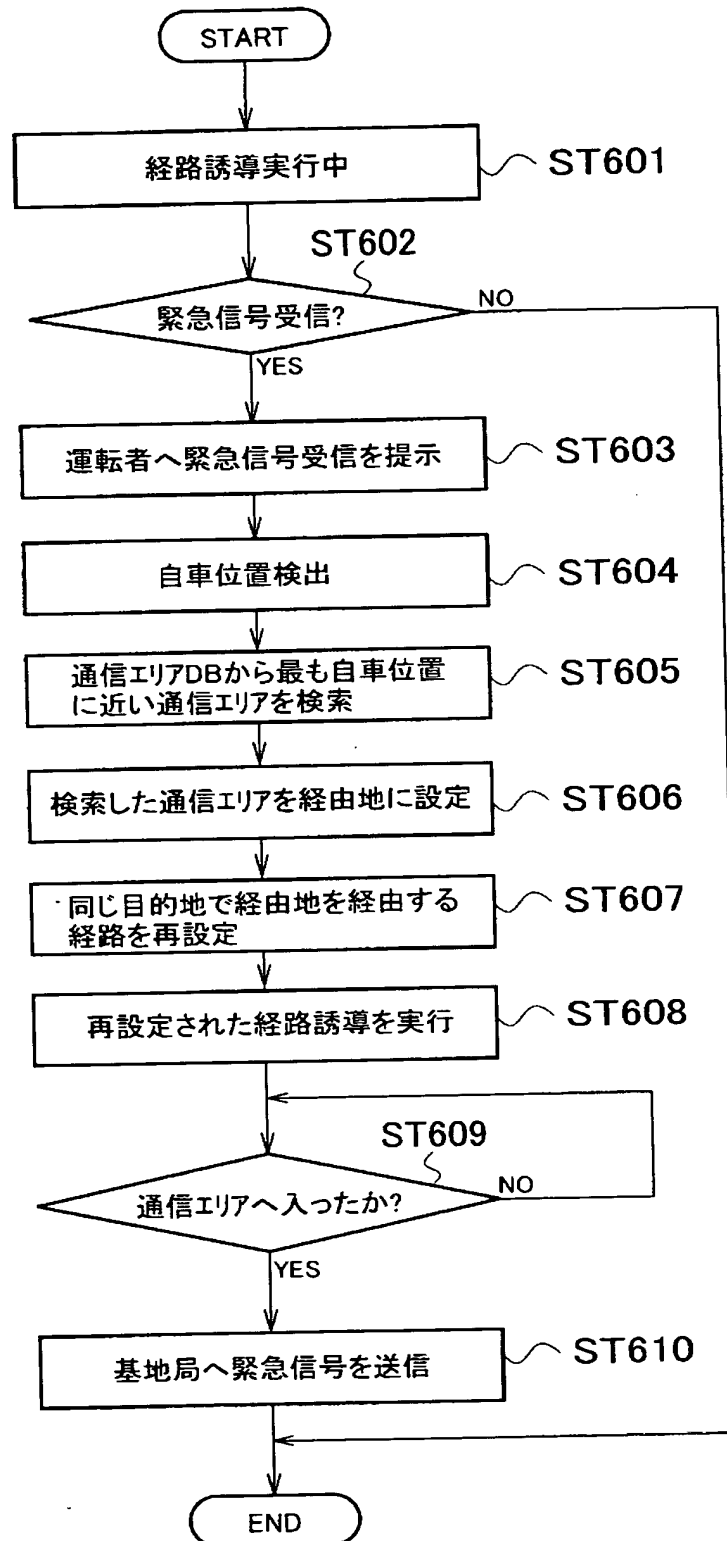 START
経路誘導実行中
ST601
ST602
緊急信号受信?
NO
YES
運転者へ緊急信号受信を提示
ST603
自車位置検出
ST604
通信エリアDBから最も自車位置
に近い通信エリアを検索
ST605
検索した通信エリアを経由地に設定
ST606
同じ目的地で経由地を経由する
経路を再設定
ST607
再設定された経路誘導を実行
ST608
ST609
通信エリアへ入ったか?
NO
YES
基地局へ緊急信号を送信
ST610
END